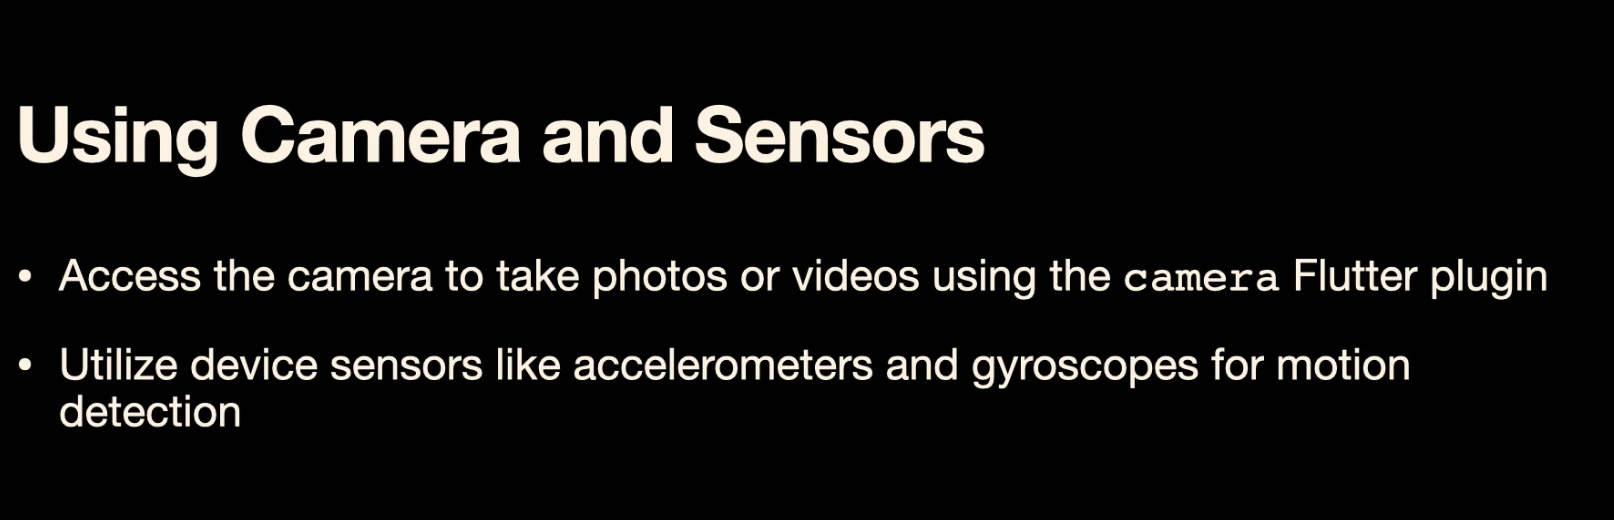 Using Camera and Sensors
• Access the camera to take photos or videos using the camera Flutter plugin
• Utilize device sensors like accelerometers and gyroscopes for motion
detection